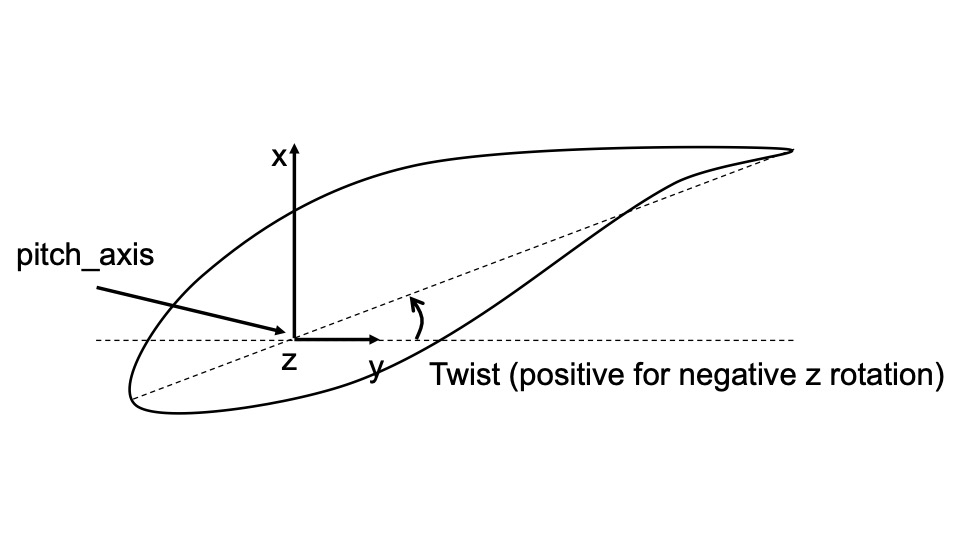 x
pitch_axis
z
y
Twist (positive for negative z rotation)